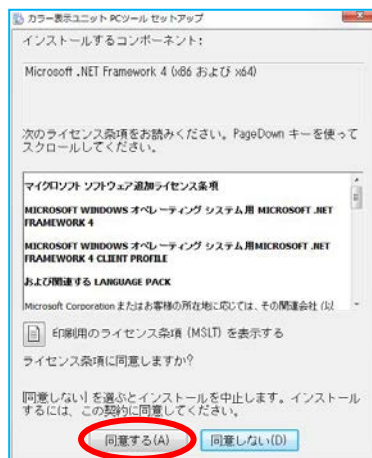 カラー表示ユニット PCツール セットアップ
インストールするコンポーネント:
Microsoft .NET Framework 4 (x86 および x64)
次のライセンス条項をお読みください。PageDown キーを使って
スクロールしてください。
マイクロソフト ソフトウェア追加ライセンス条項
MICROSOFT WINDOWS オペレーティング システム用 MICROSOFT .NET
FRAMEWORK 4
MICROSOFT WINDOWS オペレーティング システム用MICROSOFT .NET
FRAMEWORK 4 CLIENT PROFILE
および関連する LANGUAGE PACK
Microsoft Corporation またはお客様の所在地に応じては、その関連会社 (以
印刷用のライセンス条項 (MSLT) を表示する
ライセンス条項に同意しますか?
[同意しない] を選ぶとインストールを中止します。インストール
するには、この契約に同意してください。
同意する(A)
同意しない(D)